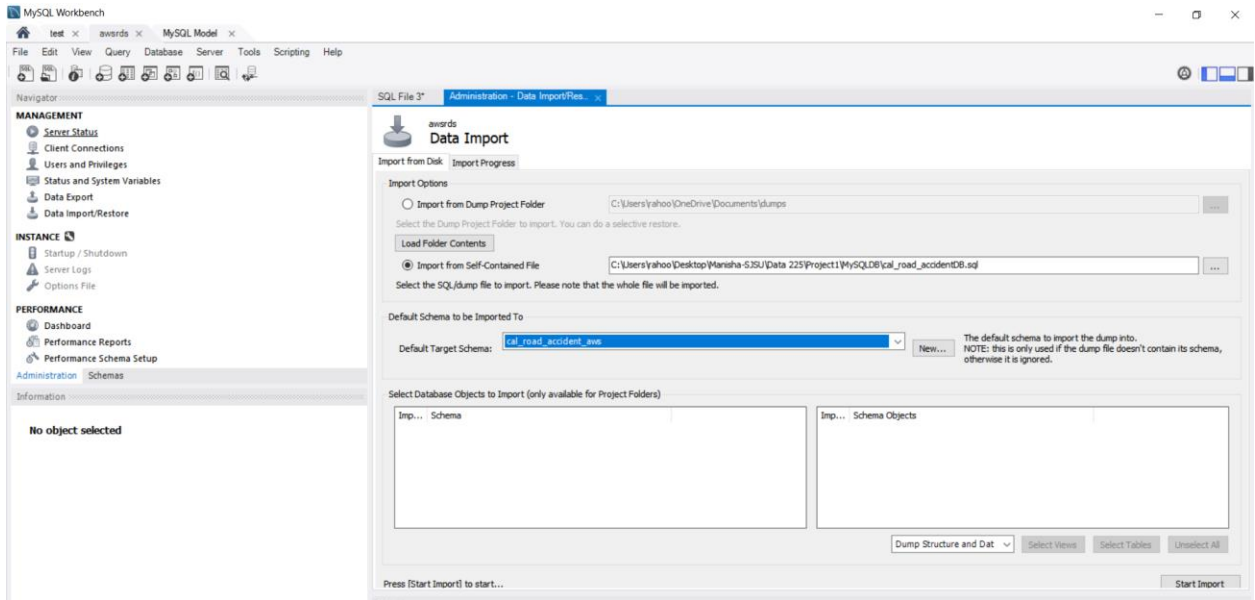 MySQL Workbench
test × awsrds × MySQL Model ×
File Edit View Query Database Server Tools Scripting Help
Navigator
MANAGEMENT
Server Status
Client Connections
Users and Privileges
Status and System Variables
Data Export
Data Import/Restore
INSTANCE
Startup / Shutdown
Server Logs
Options File
PERFORMANCE
Dashboard
Performance Reports
Performance Schema Setup
Administration Schemas
Information
No object selected
SQL File 3* Administration - Data Import/Res... ×
awsrds
Data Import
Import from Disk Import Progress
Import Options
Import from Dump Project Folder C:\Users\rahoo\OneDrive\Documents\dumps ...
Select the Dump Project Folder to import. You can do a selective restore.
Load Folder Contents
Import from Self-Contained File C:\Users\rahoo\Desktop\Manisha-SJSU\Data 225\Project1\MySQLDB\cal_road_accidentDB.sql ...
Select the SQL/dump file to import. Please note that the whole file will be imported.
Default Schema to be Imported To
Default Target Schema: cal_road_accident_aws New...
The default schema to import the dump into.
NOTE: this is only used if the dump file doesn't contain its schema,
otherwise it is ignored.
Select Database Objects to Import (only available for Project Folders)
Imp... Schema
Imp... Schema Objects
Dump Structure and Dat Select Views Select Tables Unselect All
Press [Start Import] to start... Start Import